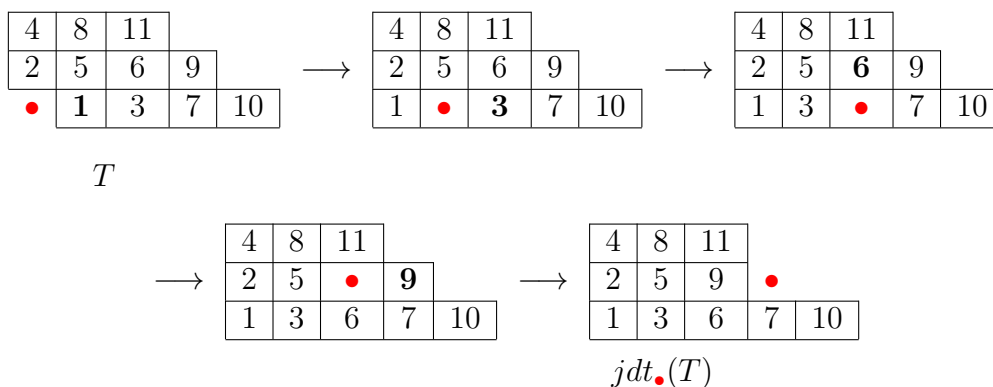 4 8 11 4 8 11 4 8 11
2 5 6 9 ⟶ 2 5 6 9 ⟶ 2 5 6 9
• 1 3 7 10 1 • 3 7 10 1 3 • 7 10
T
4 8 11 4 8 11
⟶ 2 5 • 9 ⟶ 2 5 9 •
1 3 6 7 10 1 3 6 7 10
jdt•(T)